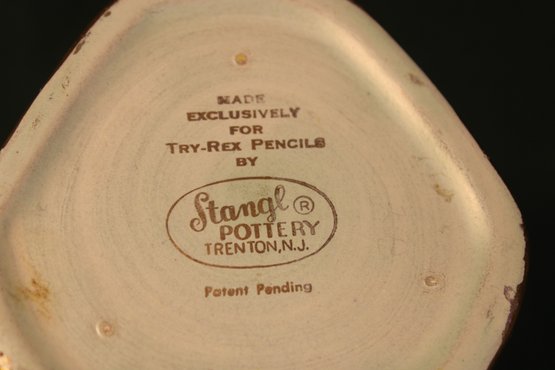 MADE
EXCLUSIVELY
FOR
TRY-REX PENCILS
BY
Stangl ®
POTTERY
TRENTON, N.J.
Patent Pending